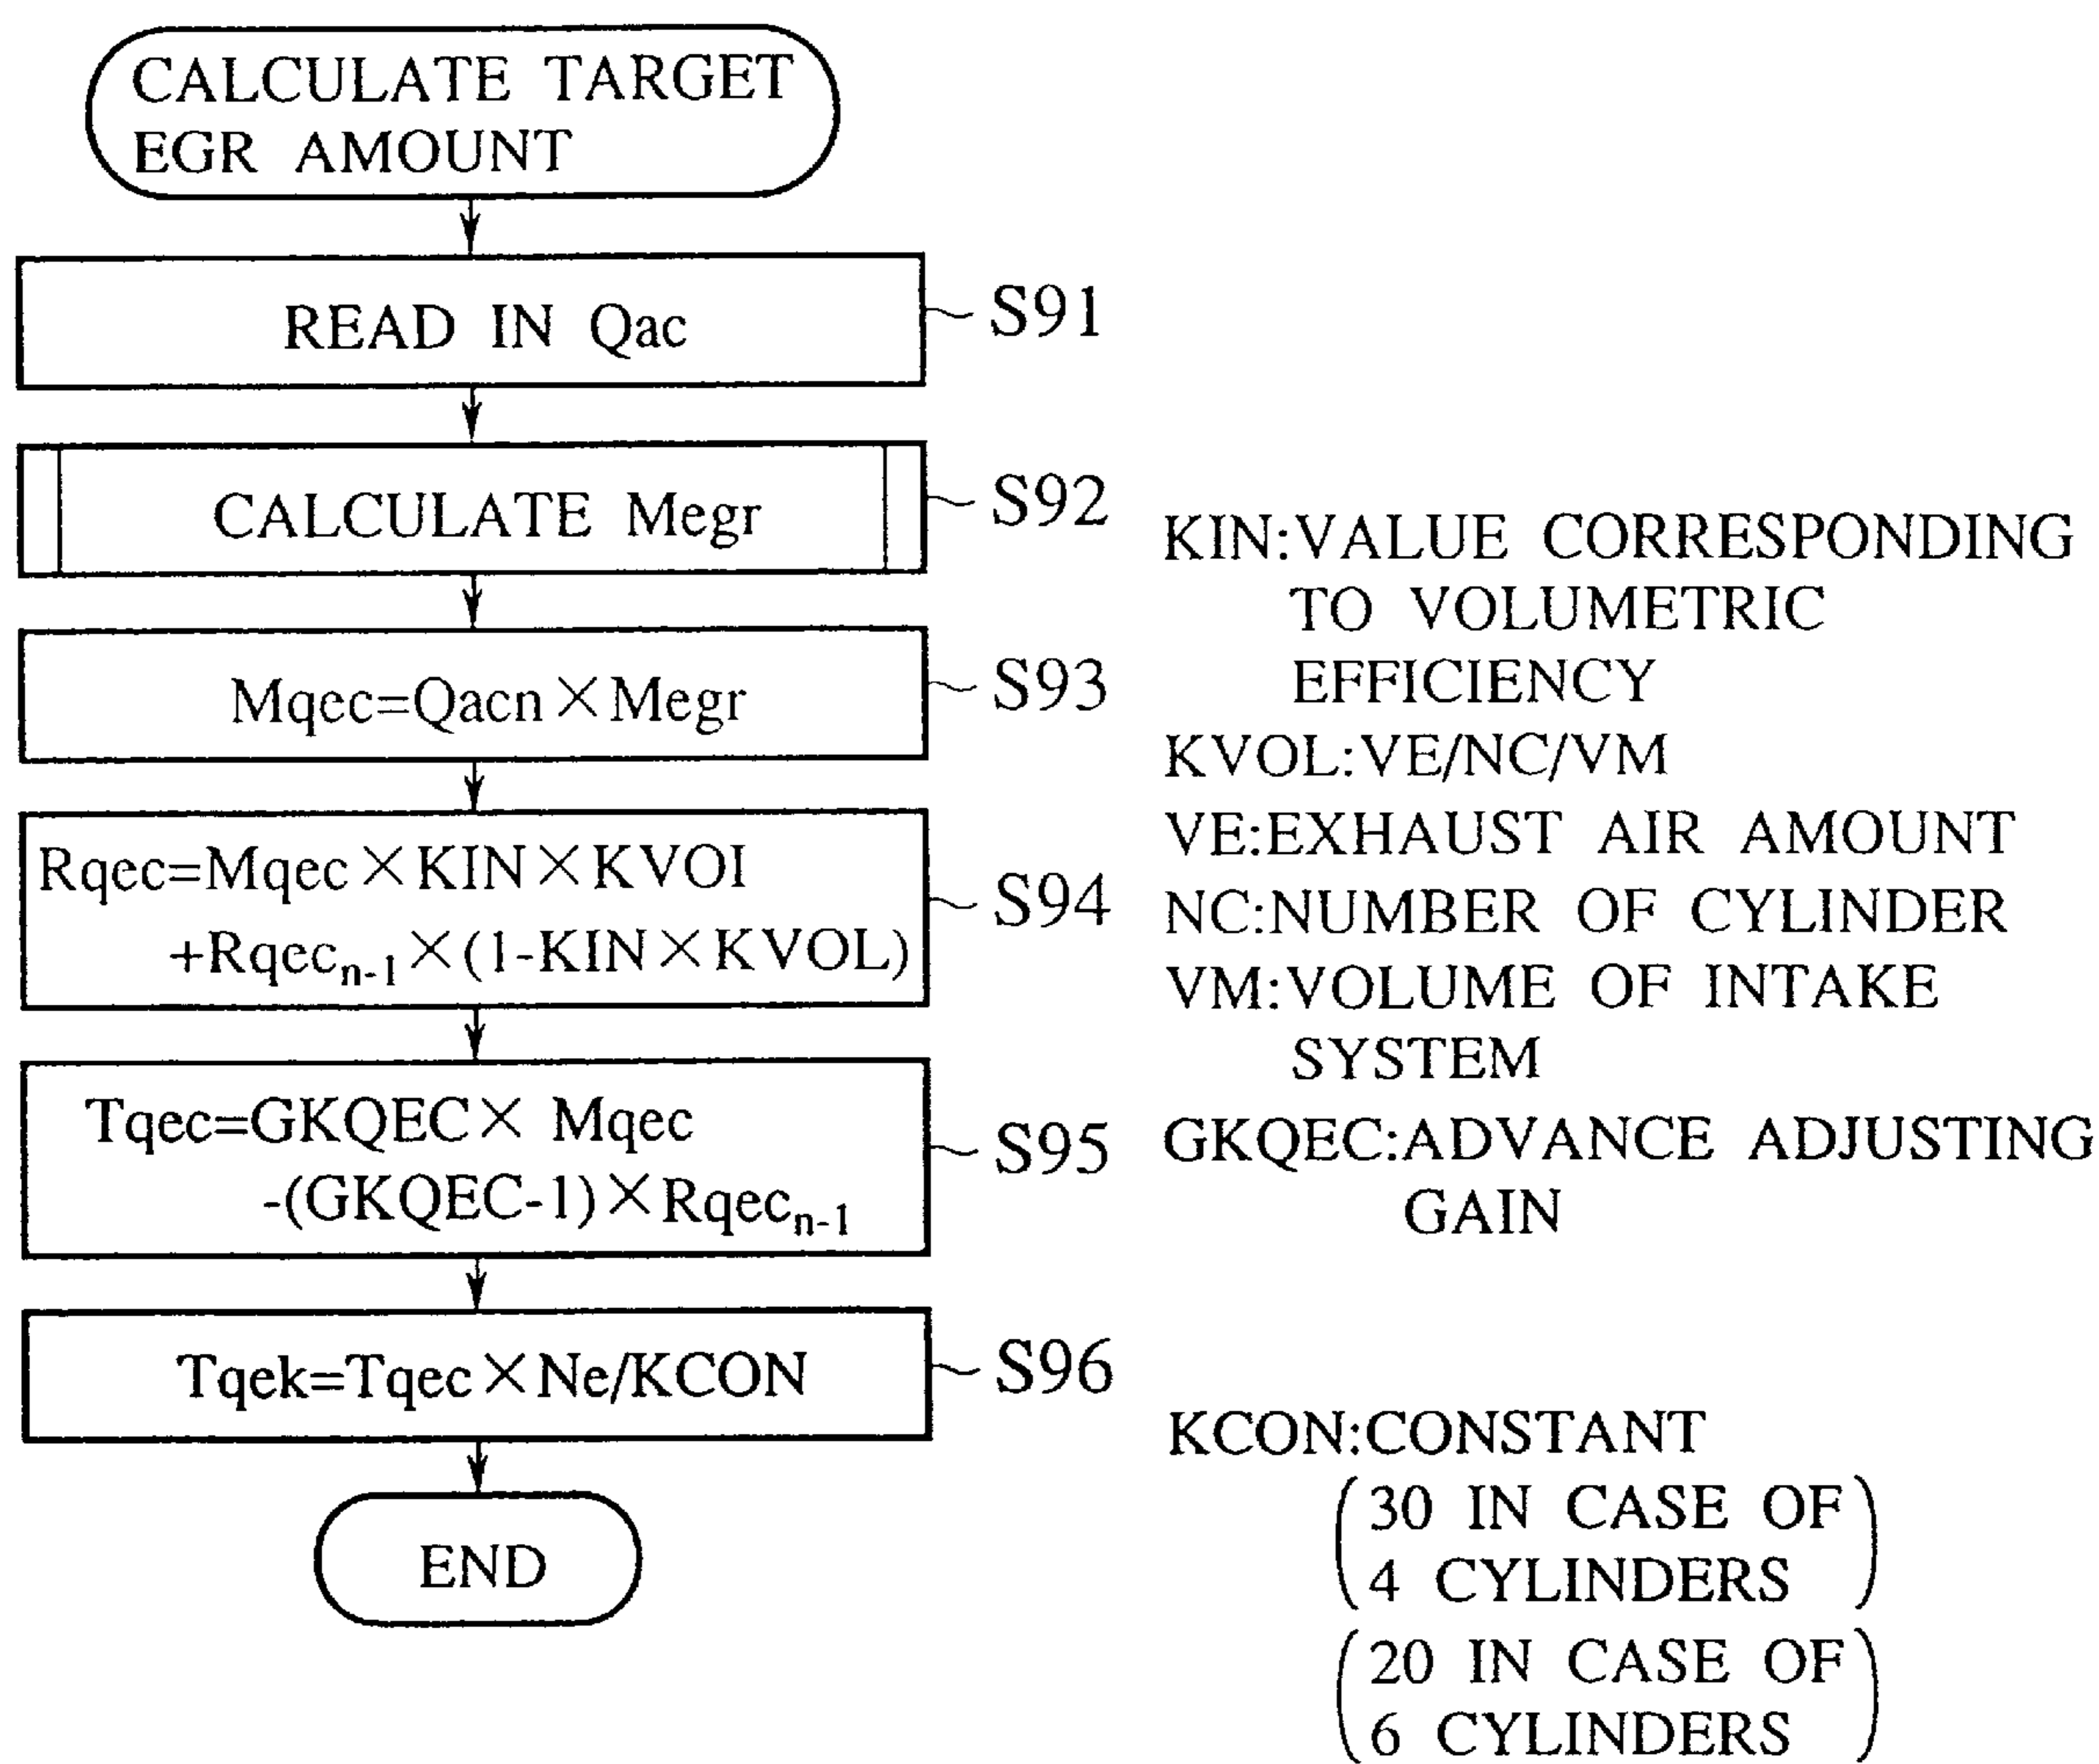 CALCULATE TARGET
EGR AMOUNT
READ IN Qac
S91
CALCULATE Megr
S92
Mqec=Qacn×Megr
S93
Rqec=Mqec×KIN×KVOI
+Rqecn-1×(1-KIN×KVOL)
S94
Tqec=GKQEC× Mqec
-(GKQEC-1)×Rqecn-1
S95
Tqek=Tqec×Ne/KCON
S96
END
KIN:VALUE CORRESPONDING
TO VOLUMETRIC
EFFICIENCY
KVOL:VE/NC/VM
VE:EXHAUST AIR AMOUNT
NC:NUMBER OF CYLINDER
VM:VOLUME OF INTAKE
SYSTEM
GKQEC:ADVANCE ADJUSTING
GAIN
KCON:CONSTANT
(30 IN CASE OF
4 CYLINDERS)
(20 IN CASE OF
6 CYLINDERS)